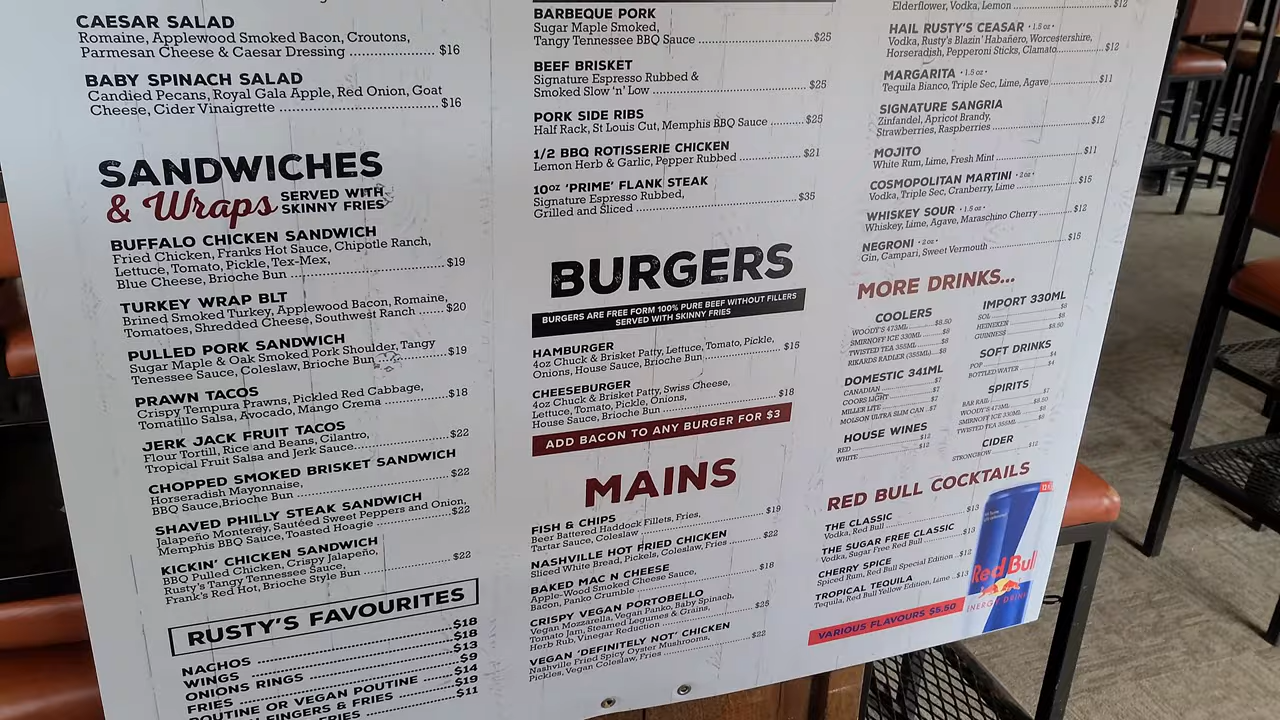 CAESAR SALAD
Romaine, Applewood Smoked Bacon, Croutons,
Parmesan Cheese & Caesar Dressing $16
BABY SPINACH SALAD
Candied Pecans, Royal Gala Apple, Red Onion, Goat
Cheese, Cider Vinaigrette $16
SANDWICHES
& Wraps SERVED WITH
SKINNY FRIES
BUFFALO CHICKEN SANDWICH
Fried Chicken, Franks Hot Sauce, Chipotle Ranch,
Lettuce, Tomato, Pickle, Tex-Mex,
Blue Cheese, Brioche Bun $19
TURKEY WRAP BLT
Brined Smoked Turkey, Applewood Bacon, Romaine,
Tomatoes, Shredded Cheese, Southwest Ranch $20
PULLED PORK SANDWICH
Sugar Maple & Oak Smoked Pork Shoulder, Tangy
Tenessee Sauce, Coleslaw, Brioche Bun $19
PRAWN TACOS
Crispy Tempura Prawns, Pickled Red Cabbage,
Tomatillo Salsa, Avocado, Mango Crema $18
JERK JACK FRUIT TACOS
Flour Tortill, Rice and Beans, Cilantro,
Tropical Fruit Salsa and Jerk Sauce $22
CHOPPED SMOKED BRISKET SANDWICH
Horseradish Mayonnaise,
BBQ Sauce, Brioche Bun $22
SHAVED PHILLY STEAK SANDWICH
Jalapeño Monterey, Sautéed Sweet Peppers and Onion,
Memphis BBQ Sauce, Toasted Hoagie $22
KICKIN' CHICKEN SANDWICH
BBQ Pulled Chicken, Crispy Jalapeño,
Rusty's Tangy Tennessee Sauce,
Frank's Red Hot, Brioche Style Bun $22
RUSTY'S FAVOURITES
NACHOS $18
WINGS $18
ONIONS RINGS $13
FRIES $9
POUTINE OR VEGAN POUTINE $14
FINGERS & FRIES $19
FRIES $11
BARBEQUE PORK
Sugar Maple Smoked,
Tangy Tennessee BBQ Sauce $25
BEEF BRISKET
Signature Espresso Rubbed &
Smoked Slow 'n' Low $25
PORK SIDE RIBS
Half Rack, St Louis Cut, Memphis BBQ Sauce $25
1/2 BBQ ROTISSERIE CHICKEN
Lemon Herb & Garlic, Pepper Rubbed $21
10oz 'PRIME' FLANK STEAK
Signature Espresso Rubbed,
Grilled and Sliced $35
BURGERS
BURGERS ARE FREE FORM 100% PURE BEEF WITHOUT FILLERS
SERVED WITH SKINNY FRIES
HAMBURGER
4oz Chuck & Brisket Patty, Lettuce, Tomato, Pickle,
Onions, House Sauce, Brioche Bun $15
CHEESEBURGER
4oz Chuck & Brisket Patty, Swiss Cheese,
Lettuce, Tomato, Pickle, Onions,
House Sauce, Brioche Bun $18
ADD BACON TO ANY BURGER FOR $3
MAINS
FISH & CHIPS
Beer Battered Haddock Fillets, Fries,
Tartar Sauce, Coleslaw $19
NASHVILLE HOT FRIED CHICKEN
Sliced White Bread, Pickels, Coleslaw, Fries $22
BAKED MAC N CHEESE
Apple-Wood Smoked Cheese Sauce,
Bacon, Panko Crumble $18
CRISPY VEGAN PORTOBELLO
Vegan Mozzarella, Vegan Panko, Baby Spinach,
Tomato Jam, Steamed Legumes & Grains,
Herb Rub, Vinegar Reduction $25
VEGAN 'DEFINITELY NOT' CHICKEN
Nashville Fried Spicy Oyster Mushrooms,
Pickles, Vegan Coleslaw, Fries $22
Elderflower, Vodka, Lemon $12
HAIL RUSTY'S CEASAR • 1.5 oz •
Vodka, Rusty's Blazin' Habañero, Worcestershire,
Horseradish, Pepperoni Sticks, Clamato $12
MARGARITA • 1.5 oz •
Tequila Bianco, Triple Sec, Lime, Agave $11
SIGNATURE SANGRIA
Zinfandel, Apricot Brandy,
Strawberries, Raspberries $12
MOJITO
White Rum, Lime, Fresh Mint $11
COSMOPOLITAN MARTINI • 2oz •
Vodka, Triple Sec, Cranberry, Lime $15
WHISKEY SOUR • 1.5 oz •
Whiskey, Lime, Agave, Maraschino Cherry $12
NEGRONI • 2oz •
Gin, Campari, Sweet Vermouth $15
MORE DRINKS...
COOLERS
WOODY'S 473ML $8.50
SMIRNOFF ICE 330ML $8
TWISTED TEA 355ML $8
RIKARDS RADLER (355ML) $8
DOMESTIC 341ML
CANADIAN $7
COORS LIGHT $7
MILLER LITE $7
MOLSON ULTRA SLIM CAN $7
HOUSE WINES
RED $12
WHITE $12
IMPORT 330ML
SOL $8
HEINEKEN $8
GUINNESS $8.50
SOFT DRINKS
POP $4
BOTTLED WATER $4
SPIRITS
BAR RAIL $7
WOODY'S 473ML $8.50
SMIRNOFF ICE 330ML $8
TWISTED TEA 355ML $8
CIDER
STRONGBOW $12
RED BULL COCKTAILS
THE CLASSIC
Vodka, Red Bull $13
THE SUGAR FREE CLASSIC
Vodka, Sugar Free Red Bull $13
CHERRY SPICE
Spiced Rum, Red Bull Special Edition $12
TROPICAL TEQUILA
Tequila, Red Bull Yellow Edition, Lime $13
VARIOUS FLAVOURS $5.50
Red Bull
ENERGY DRINK